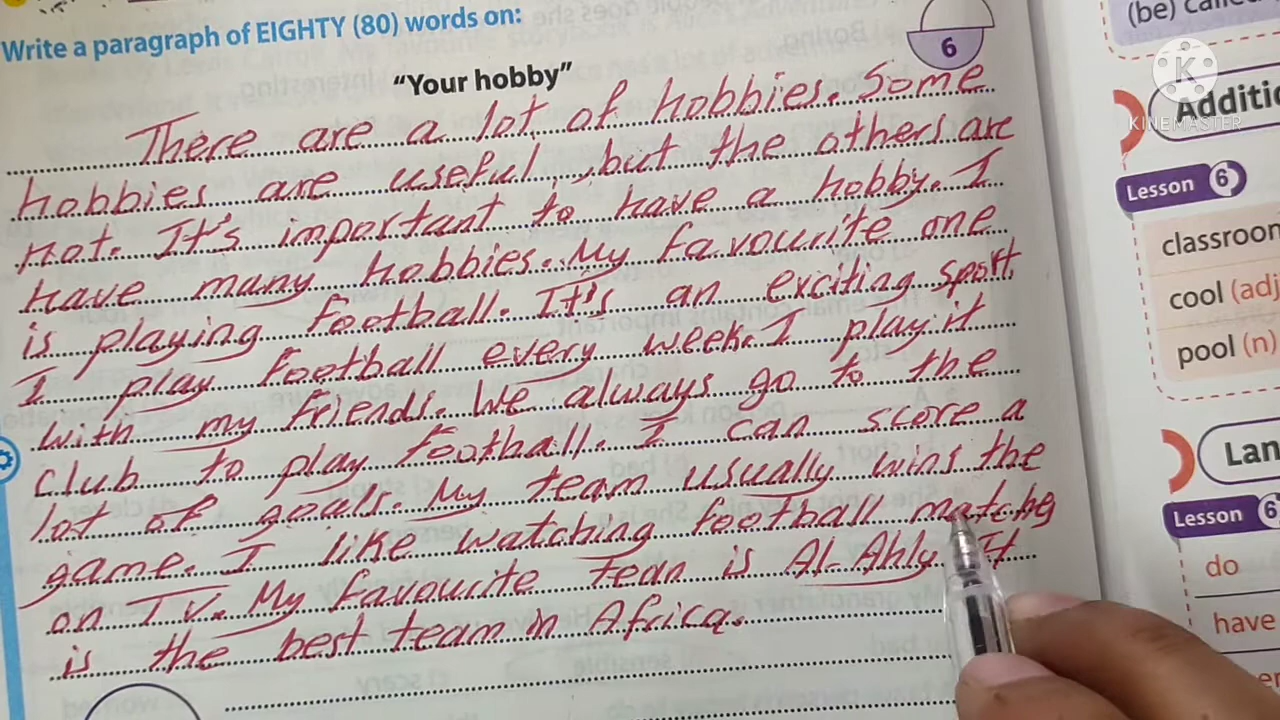 Write a paragraph of EIGHTY (80) words on:
6
"Your hobby"
There are a lot of hobbies. Some
hobbies are useful, but the others are
not. It's important to have a hobby. I
have many hobbies. My favourite one
is playing football. It's an exciting sport.
I play football every week. I play it
with my friends. We always go to the
club to play football. I can score a
lot of goals. My team usually wins the
game. I like watching football matches
on TV. My favourite team is Al-Ahly. It
is the best team in Africa.
(be)
K
KINEMASTER
Lesson 6
classroom
cool (adj
pool (n)
Lan
Lesson 6
do
have